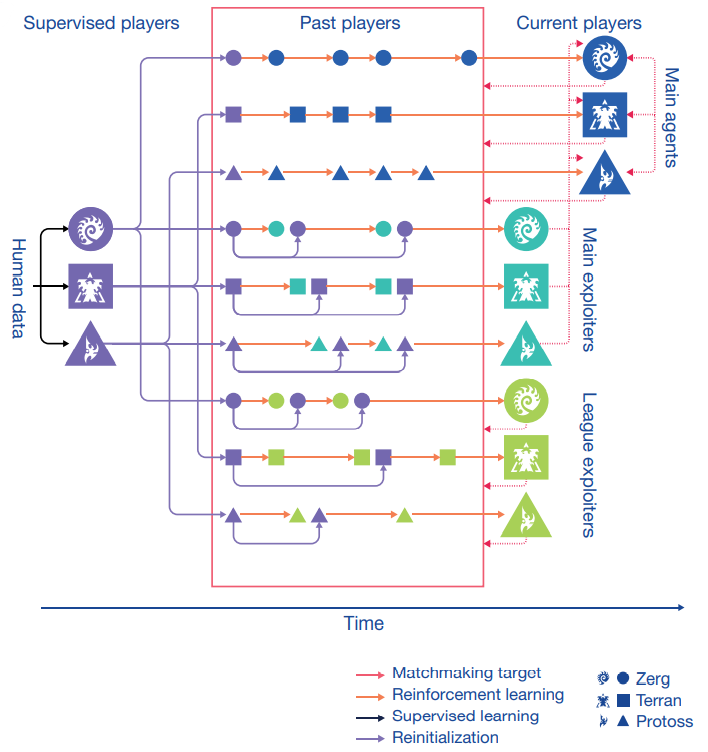 Supervised players
Past players
Current players
Main agents
Human data
Main exploiters
League exploiters
Time
Matchmaking target
Reinforcement learning
Supervised learning
Reinitialization
Zerg
Terran
Protoss